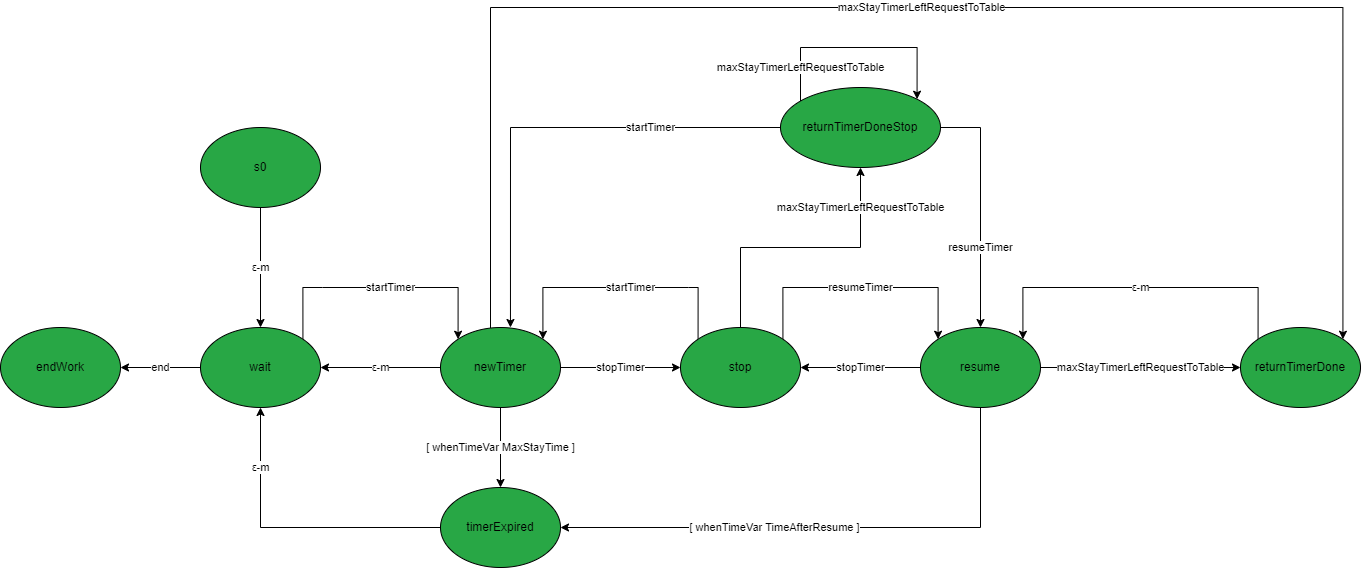 maxStayTimerLeftRequestToTable
maxStayTimerLeftRequestToTable
startTimer
returnTimerDoneStop
s0
maxStayTimerLeftRequestToTable
resumeTimer
ε-m
startTimer
startTimer
resumeTimer
ε-m
endWork
end
wait
ε-m
newTimer
stopTimer
stop
stopTimer
resume
maxStayTimerLeftRequestToTable
returnTimerDone
[ whenTimeVar MaxStayTime ]
ε-m
timerExpired
[ whenTimeVar TimeAfterResume ]